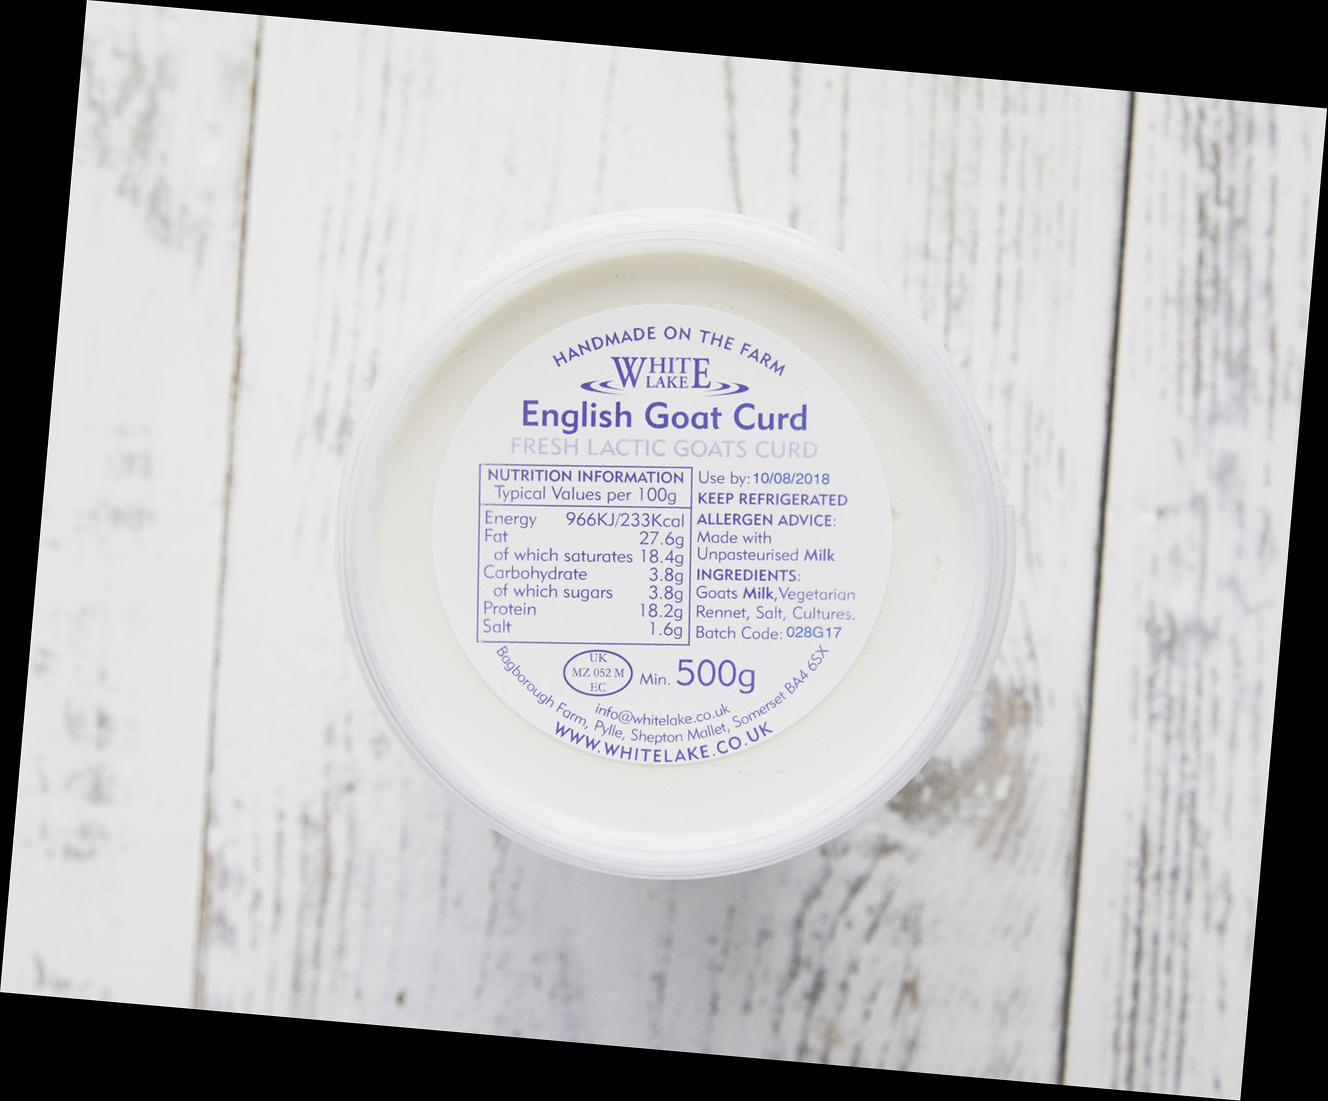 HANDMADE ON THE FARM
WHITE
LAKE
English Goat Curd
FRESH LACTIC GOATS CURD
NUTRITION INFORMATION
Typical Values per 100g
Energy 966KJ/233Kcal
Fat 27.6g
of which saturates 18.4g
Carbohydrate 3.8g
of which sugars 3.8g
Protein 18.2g
Salt 1.6g
Use by: 10/08/2018
KEEP REFRIGERATED
ALLERGEN ADVICE:
Made with
Unpasteurised Milk
INGREDIENTS:
Goats Milk,Vegetarian
Rennet, Salt, Cultures.
Batch Code: 028G17
UK
MZ 052 M
EC
Min. 500g
info@whitelake.co.uk
Bagborough Farm, Pylle, Shepton Mallet, Somerset BA4 6SX
WWW.WHITELAKE.CO.UK